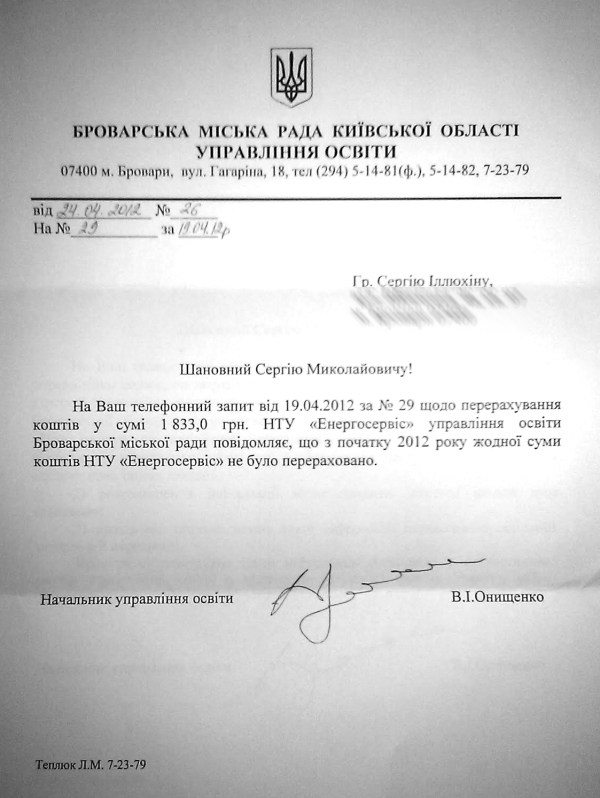 БРОВАРСЬКА МІСЬКА РАДА КИЇВСЬКОЇ ОБЛАСТІ
УПРАВЛІННЯ ОСВІТИ
07400 м. Бровари, вул. Гагаріна, 18, тел (294) 5-14-81(ф.), 5-14-82, 7-23-79
від 24.04.2012 № 26
На № 29 за 19.04.12р
Гр. Сергію Іллюхіну,
Шановний Сергію Миколайовичу!
На Ваш телефонний запит від 19.04.2012 за № 29 щодо перерахування
коштів у сумі 1 833,0 грн. НТУ «Енергосервіс» управління освіти
Броварської міської ради повідомляє, що з початку 2012 року жодної суми
коштів НТУ «Енергосервіс» не було перераховано.
Начальник управління освіти В.І.Онищенко
Теплюк Л.М. 7-23-79